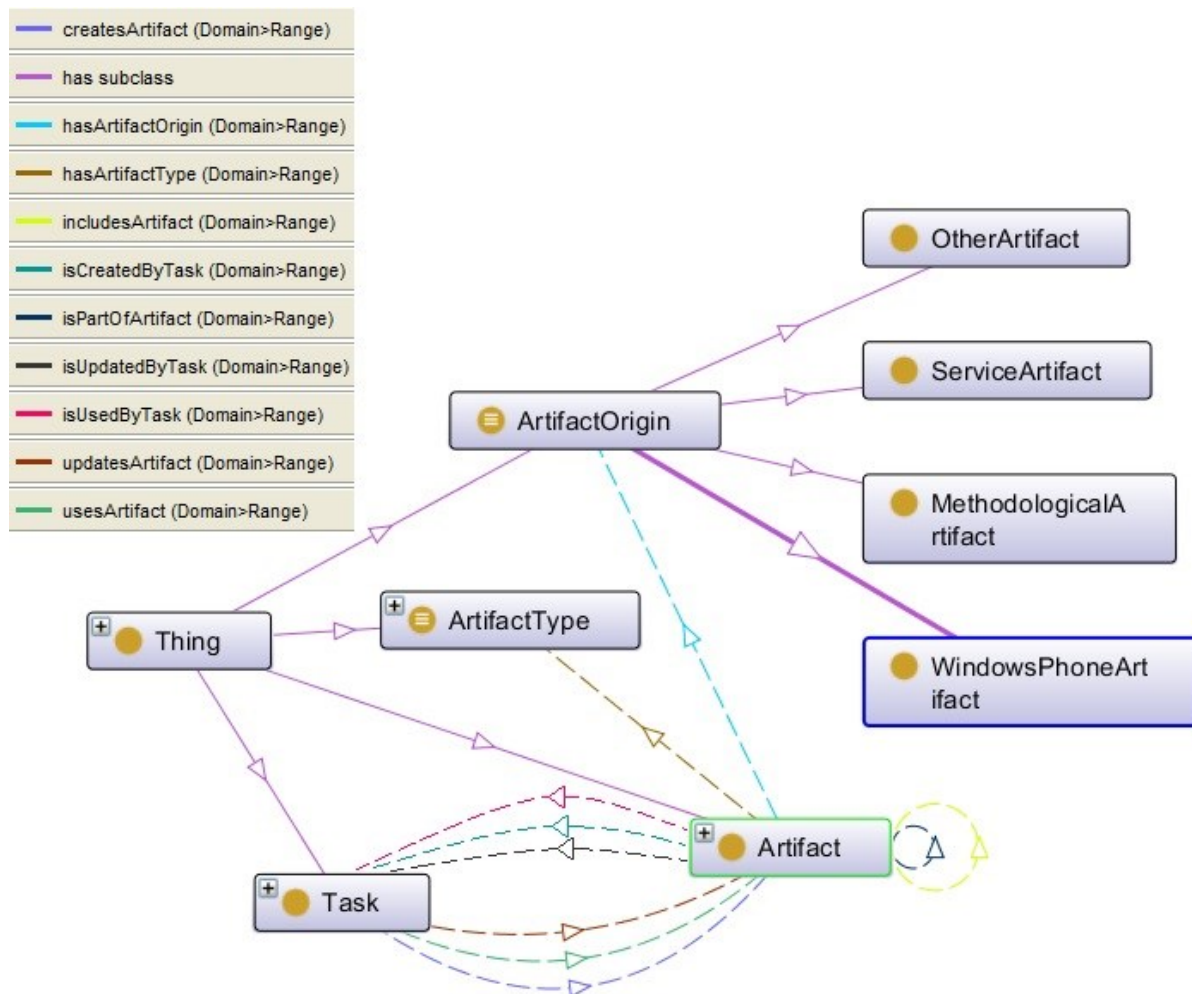 createsArtifact (Domain>Range)
has subclass
hasArtifactOrigin (Domain>Range)
hasArtifactType (Domain>Range)
includesArtifact (Domain>Range)
isCreatedByTask (Domain>Range)
isPartOfArtifact (Domain>Range)
isUpdatedByTask (Domain>Range)
isUsedByTask (Domain>Range)
updatesArtifact (Domain>Range)
usesArtifact (Domain>Range)
OtherArtifact
ServiceArtifact
ArtifactOrigin
MethodologicalA
rtifact
ArtifactType
Thing
WindowsPhoneArt
ifact
Artifact
Task